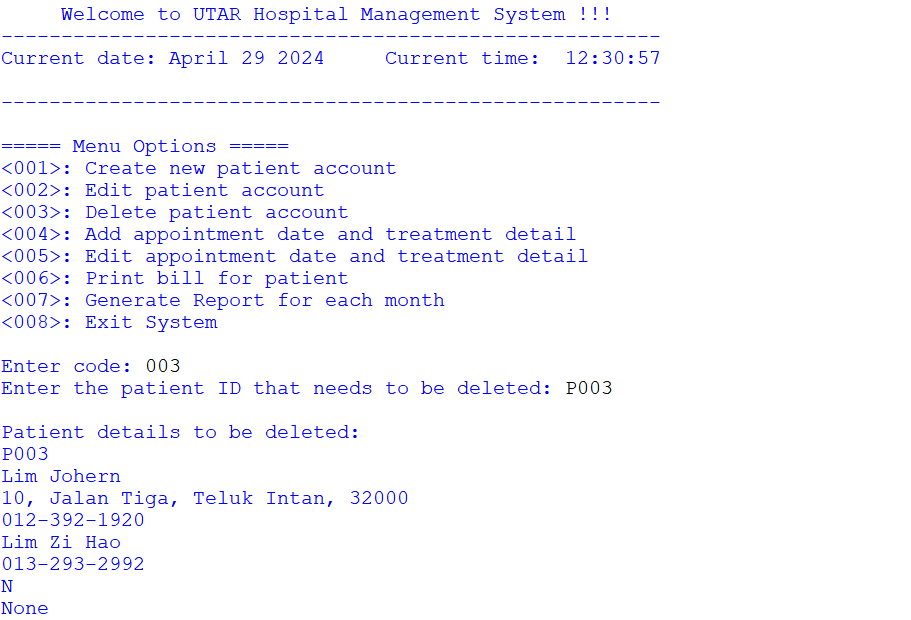 Welcome to UTAR Hospital Management System !!!
-------------------------------------------------------
Current date: April 29 2024     Current time:  12:30:57
-------------------------------------------------------
===== Menu Options =====
<001>: Create new patient account
<002>: Edit patient account
<003>: Delete patient account
<004>: Add appointment date and treatment detail
<005>: Edit appointment date and treatment detail
<006>: Print bill for patient
<007>: Generate Report for each month
<008>: Exit System
Enter code: 003
Enter the patient ID that needs to be deleted: P003
Patient details to be deleted:
P003
Lim Johern
10, Jalan Tiga, Teluk Intan, 32000
012-392-1920
Lim Zi Hao
013-293-2992
N
None